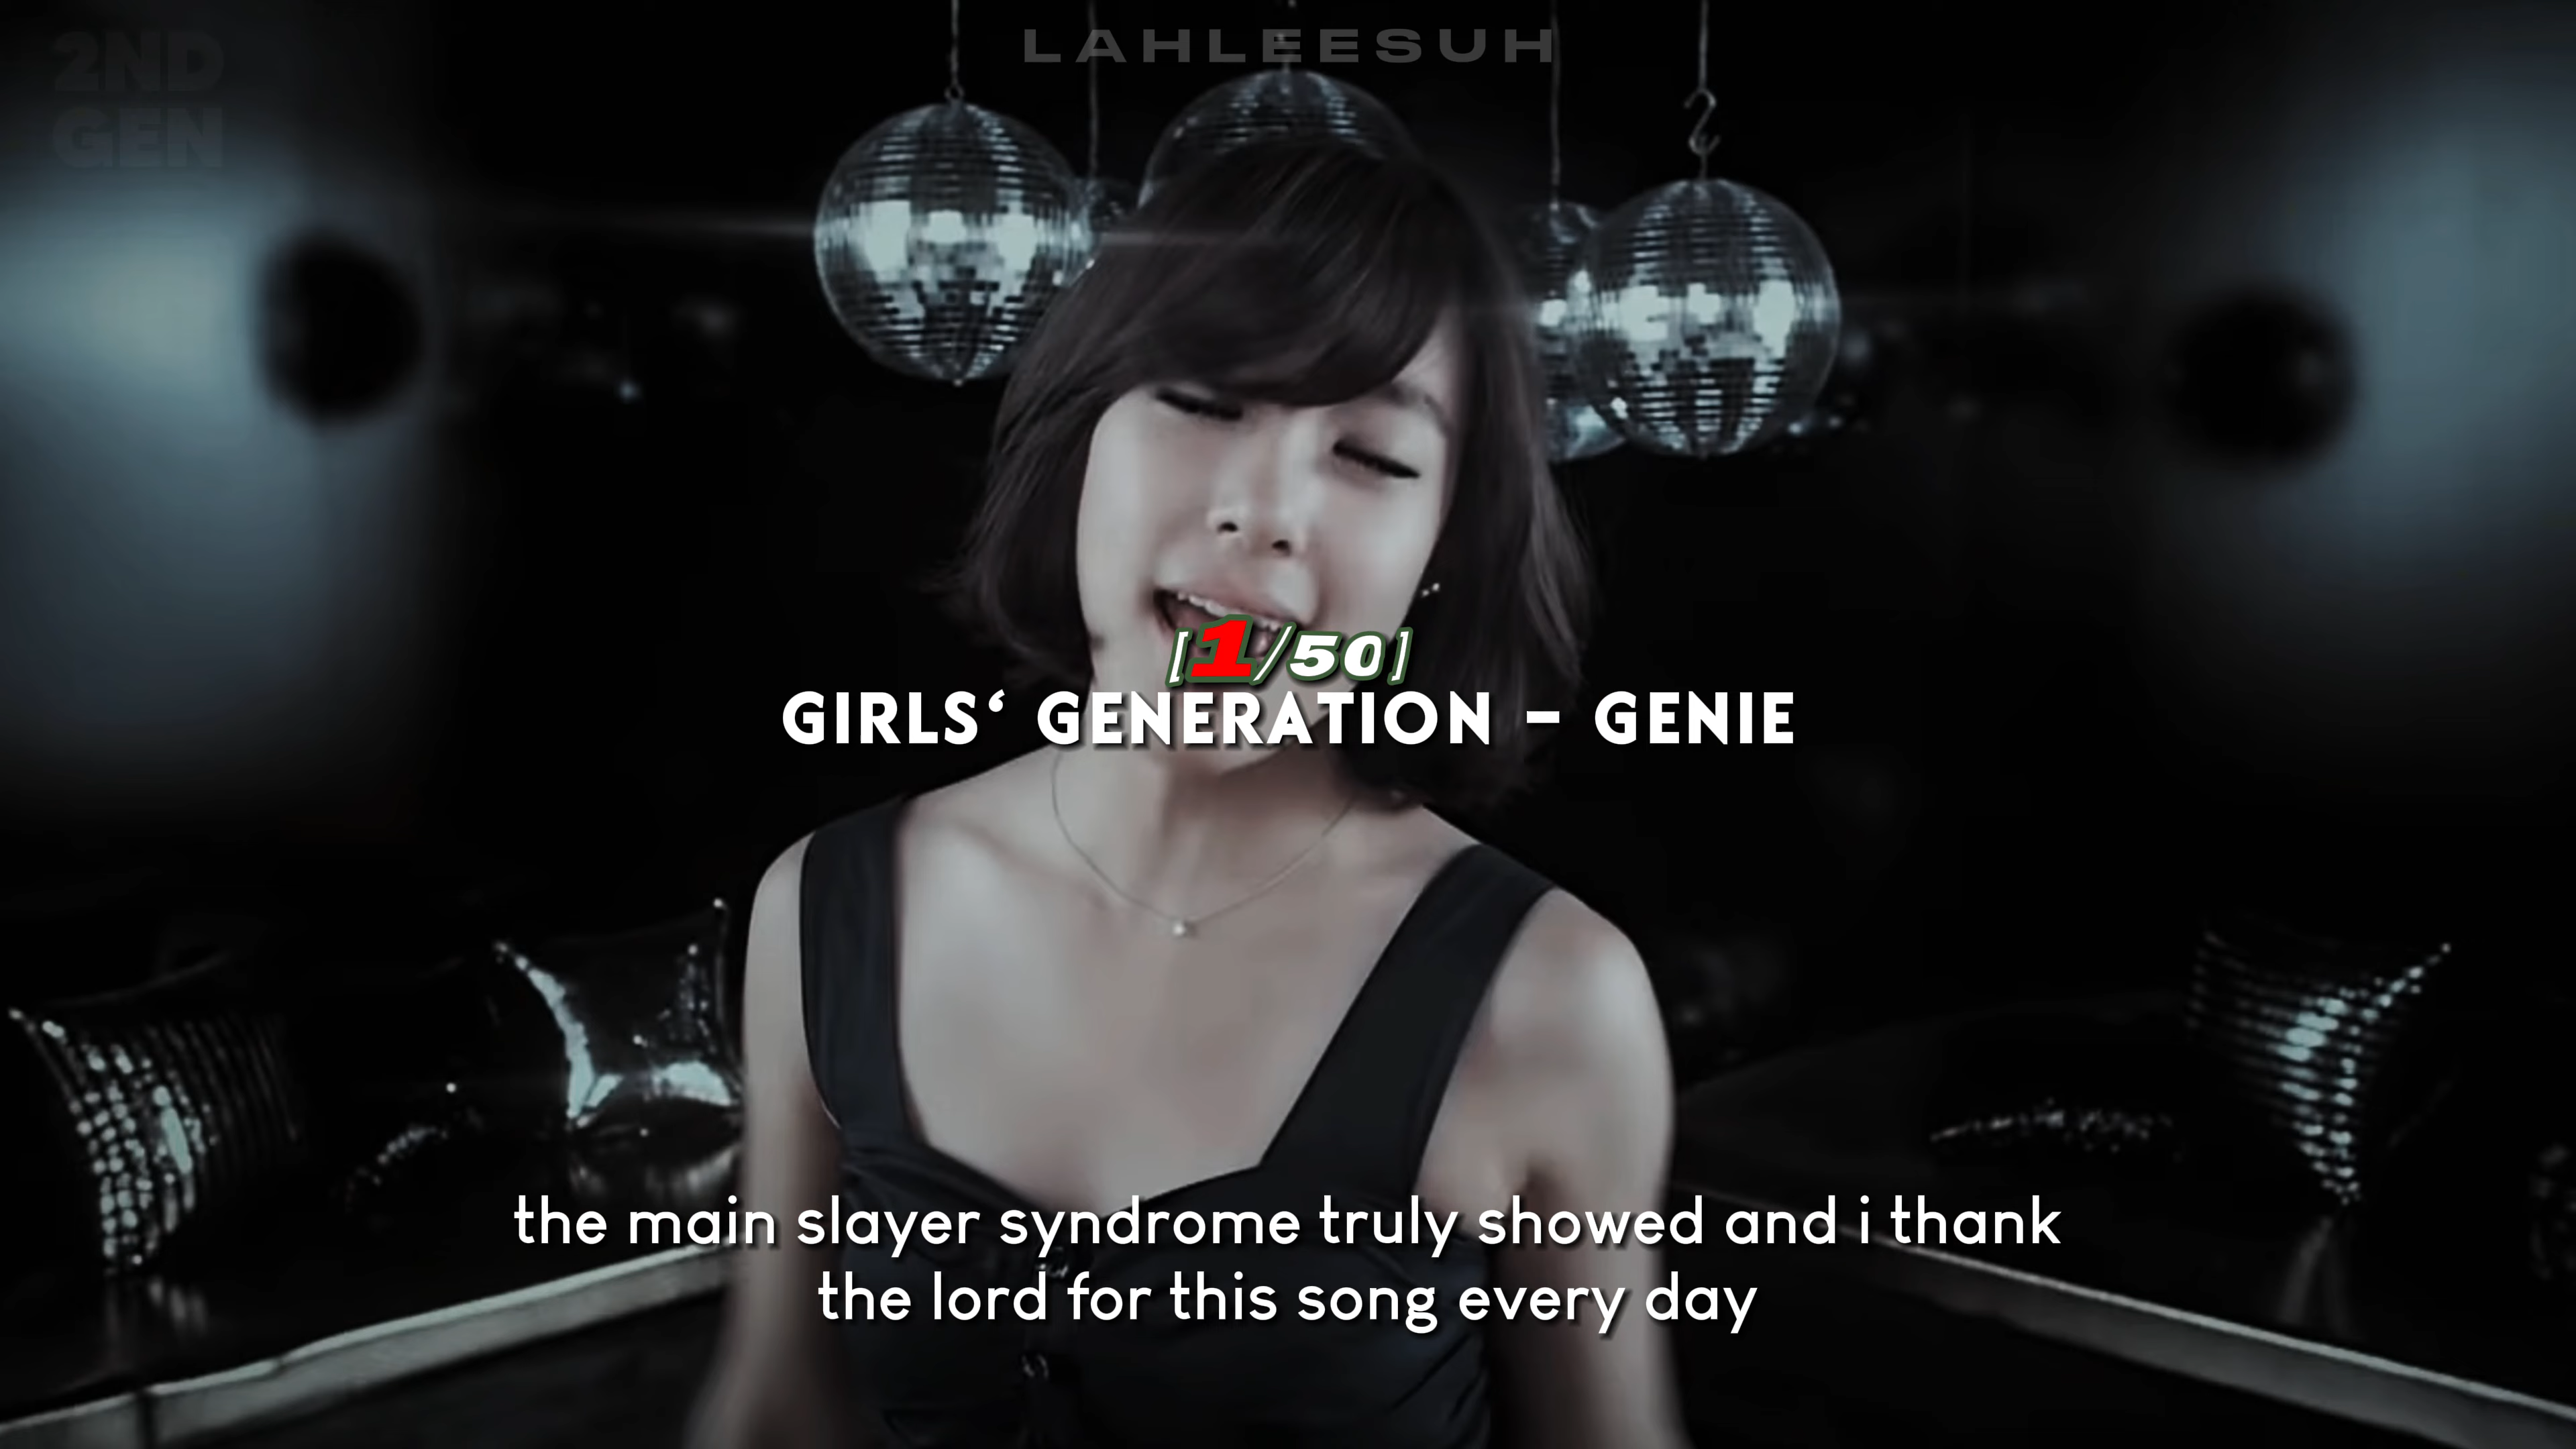 2ND
GEN
LAHLEESUH
[1/50]
GIRLS‘ GENERATION - GENIE
the main slayer syndrome truly showed and i thank
the lord for this song every day